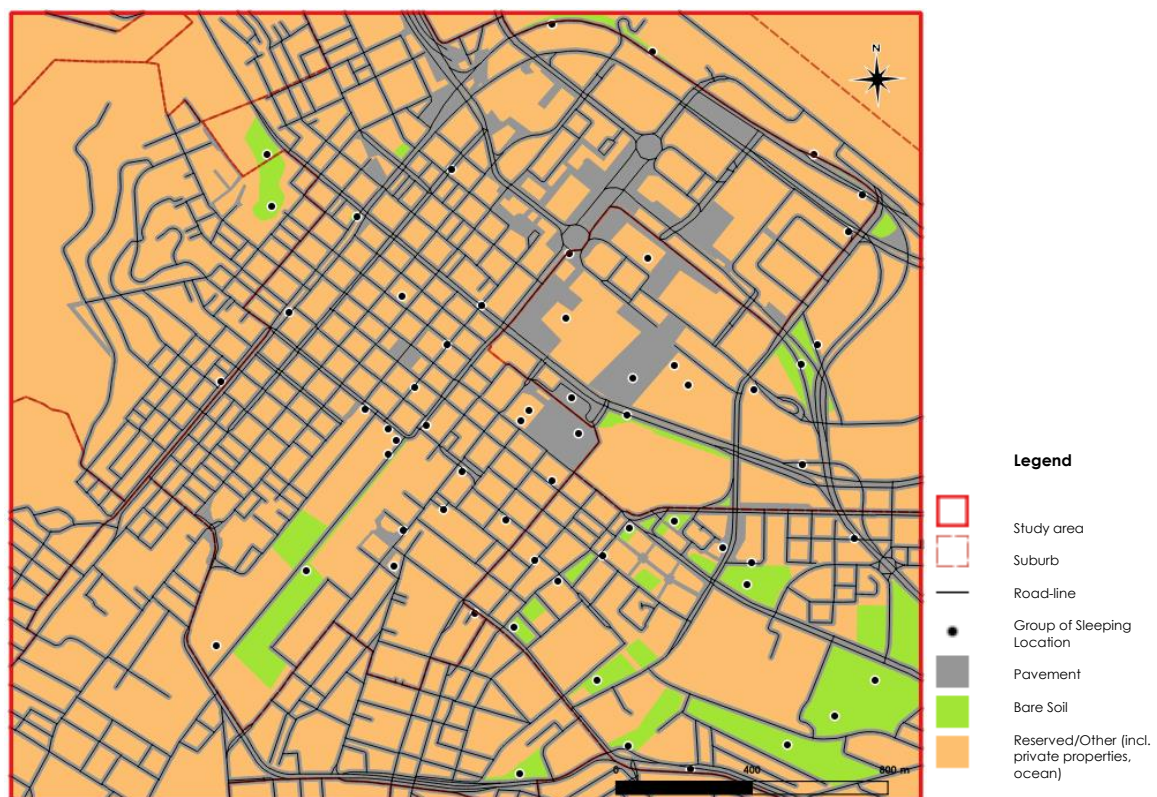 N
Legend
Study area
Suburb
Road-line
Group of Sleeping
Location
Pavement
Bare Soil
Reserved/Other (incl.
private properties,
ocean)
0 400 800 m